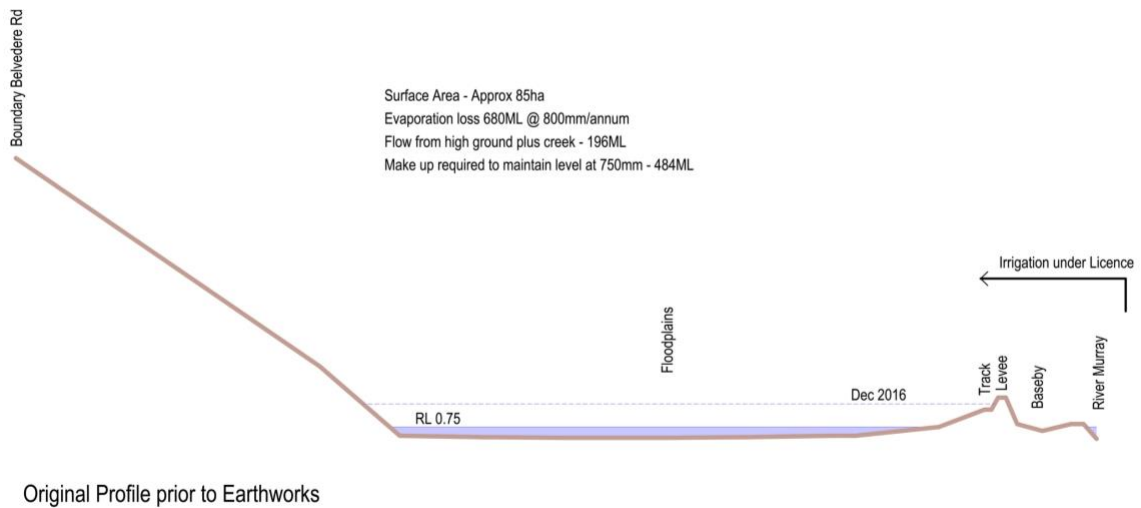 Boundary Belvedere Rd
Surface Area - Approx 85ha
Evaporation loss 680ML @ 800mm/annum
Flow from high ground plus creek - 196ML
Make up required to maintain level at 750mm - 484ML
Irrigation under Licence
Floodplains
Dec 2016
RL 0.75
Track
Levee
Baseby
River Murray
Original Profile prior to Earthworks